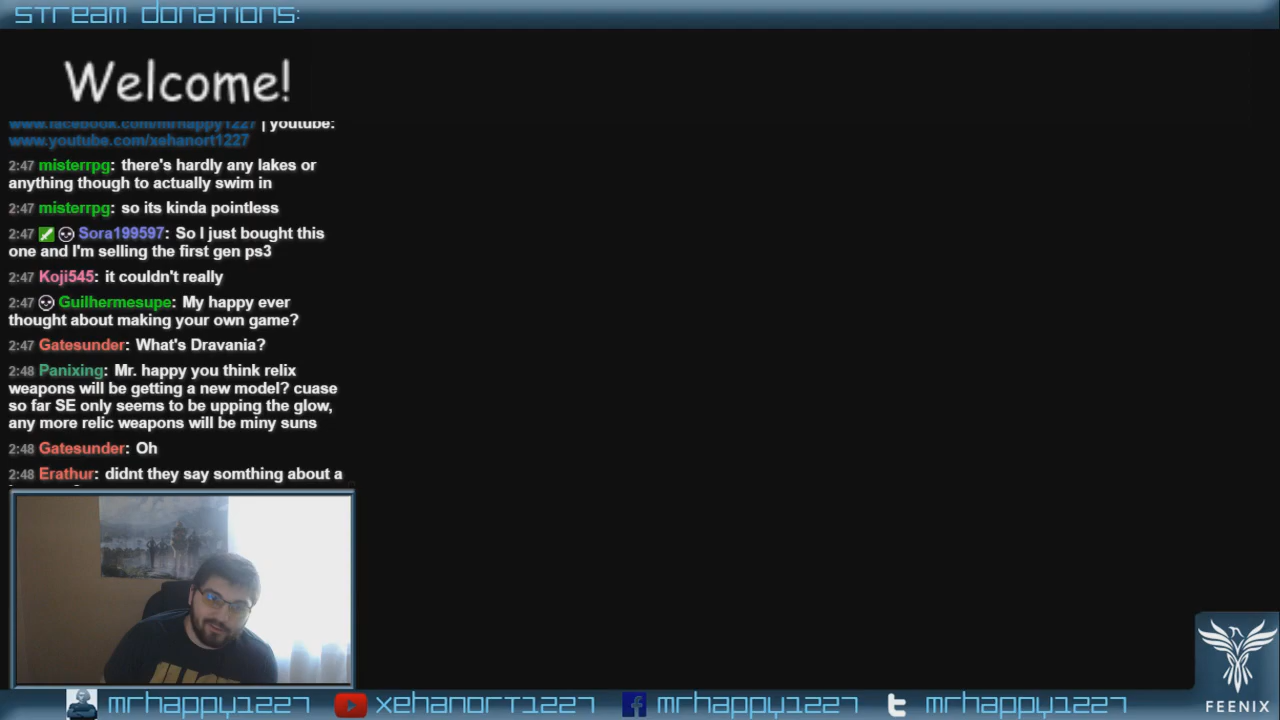 STREAM DONATIONS:
Welcome!
www.facebook.com/mrhappy1227 | youtube:
www.youtube.com/xehanort1227
2:47 misterrpg: there's hardly any lakes or
anything though to actually swim in
2:47 misterrpg: so its kinda pointless
2:47 Sora199597: So I just bought this
one and I'm selling the first gen ps3
2:47 Koji545: it couldn't really
2:47 Guilhermesupe: My happy ever
thought about making your own game?
2:47 Gatesunder: What's Dravania?
2:48 Panixing: Mr. happy you think relix
weapons will be getting a new model? cuase
so far SE only seems to be upping the glow,
any more relic weapons will be miny suns
2:48 Gatesunder: Oh
2:48 Erathur: didnt they say somthing about a
mrhappy1227 xehanort1227 mrhappy1227 mrhappy1227
FEENIX